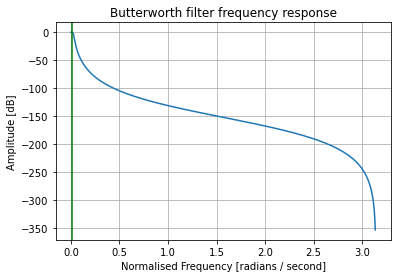 Butterworth filter frequency response
Amplitude [dB]
0
−50
−100
−150
−200
−250
−300
−350
0.0 0.5 1.0 1.5 2.0 2.5 3.0
Normalised Frequency [radians / second]